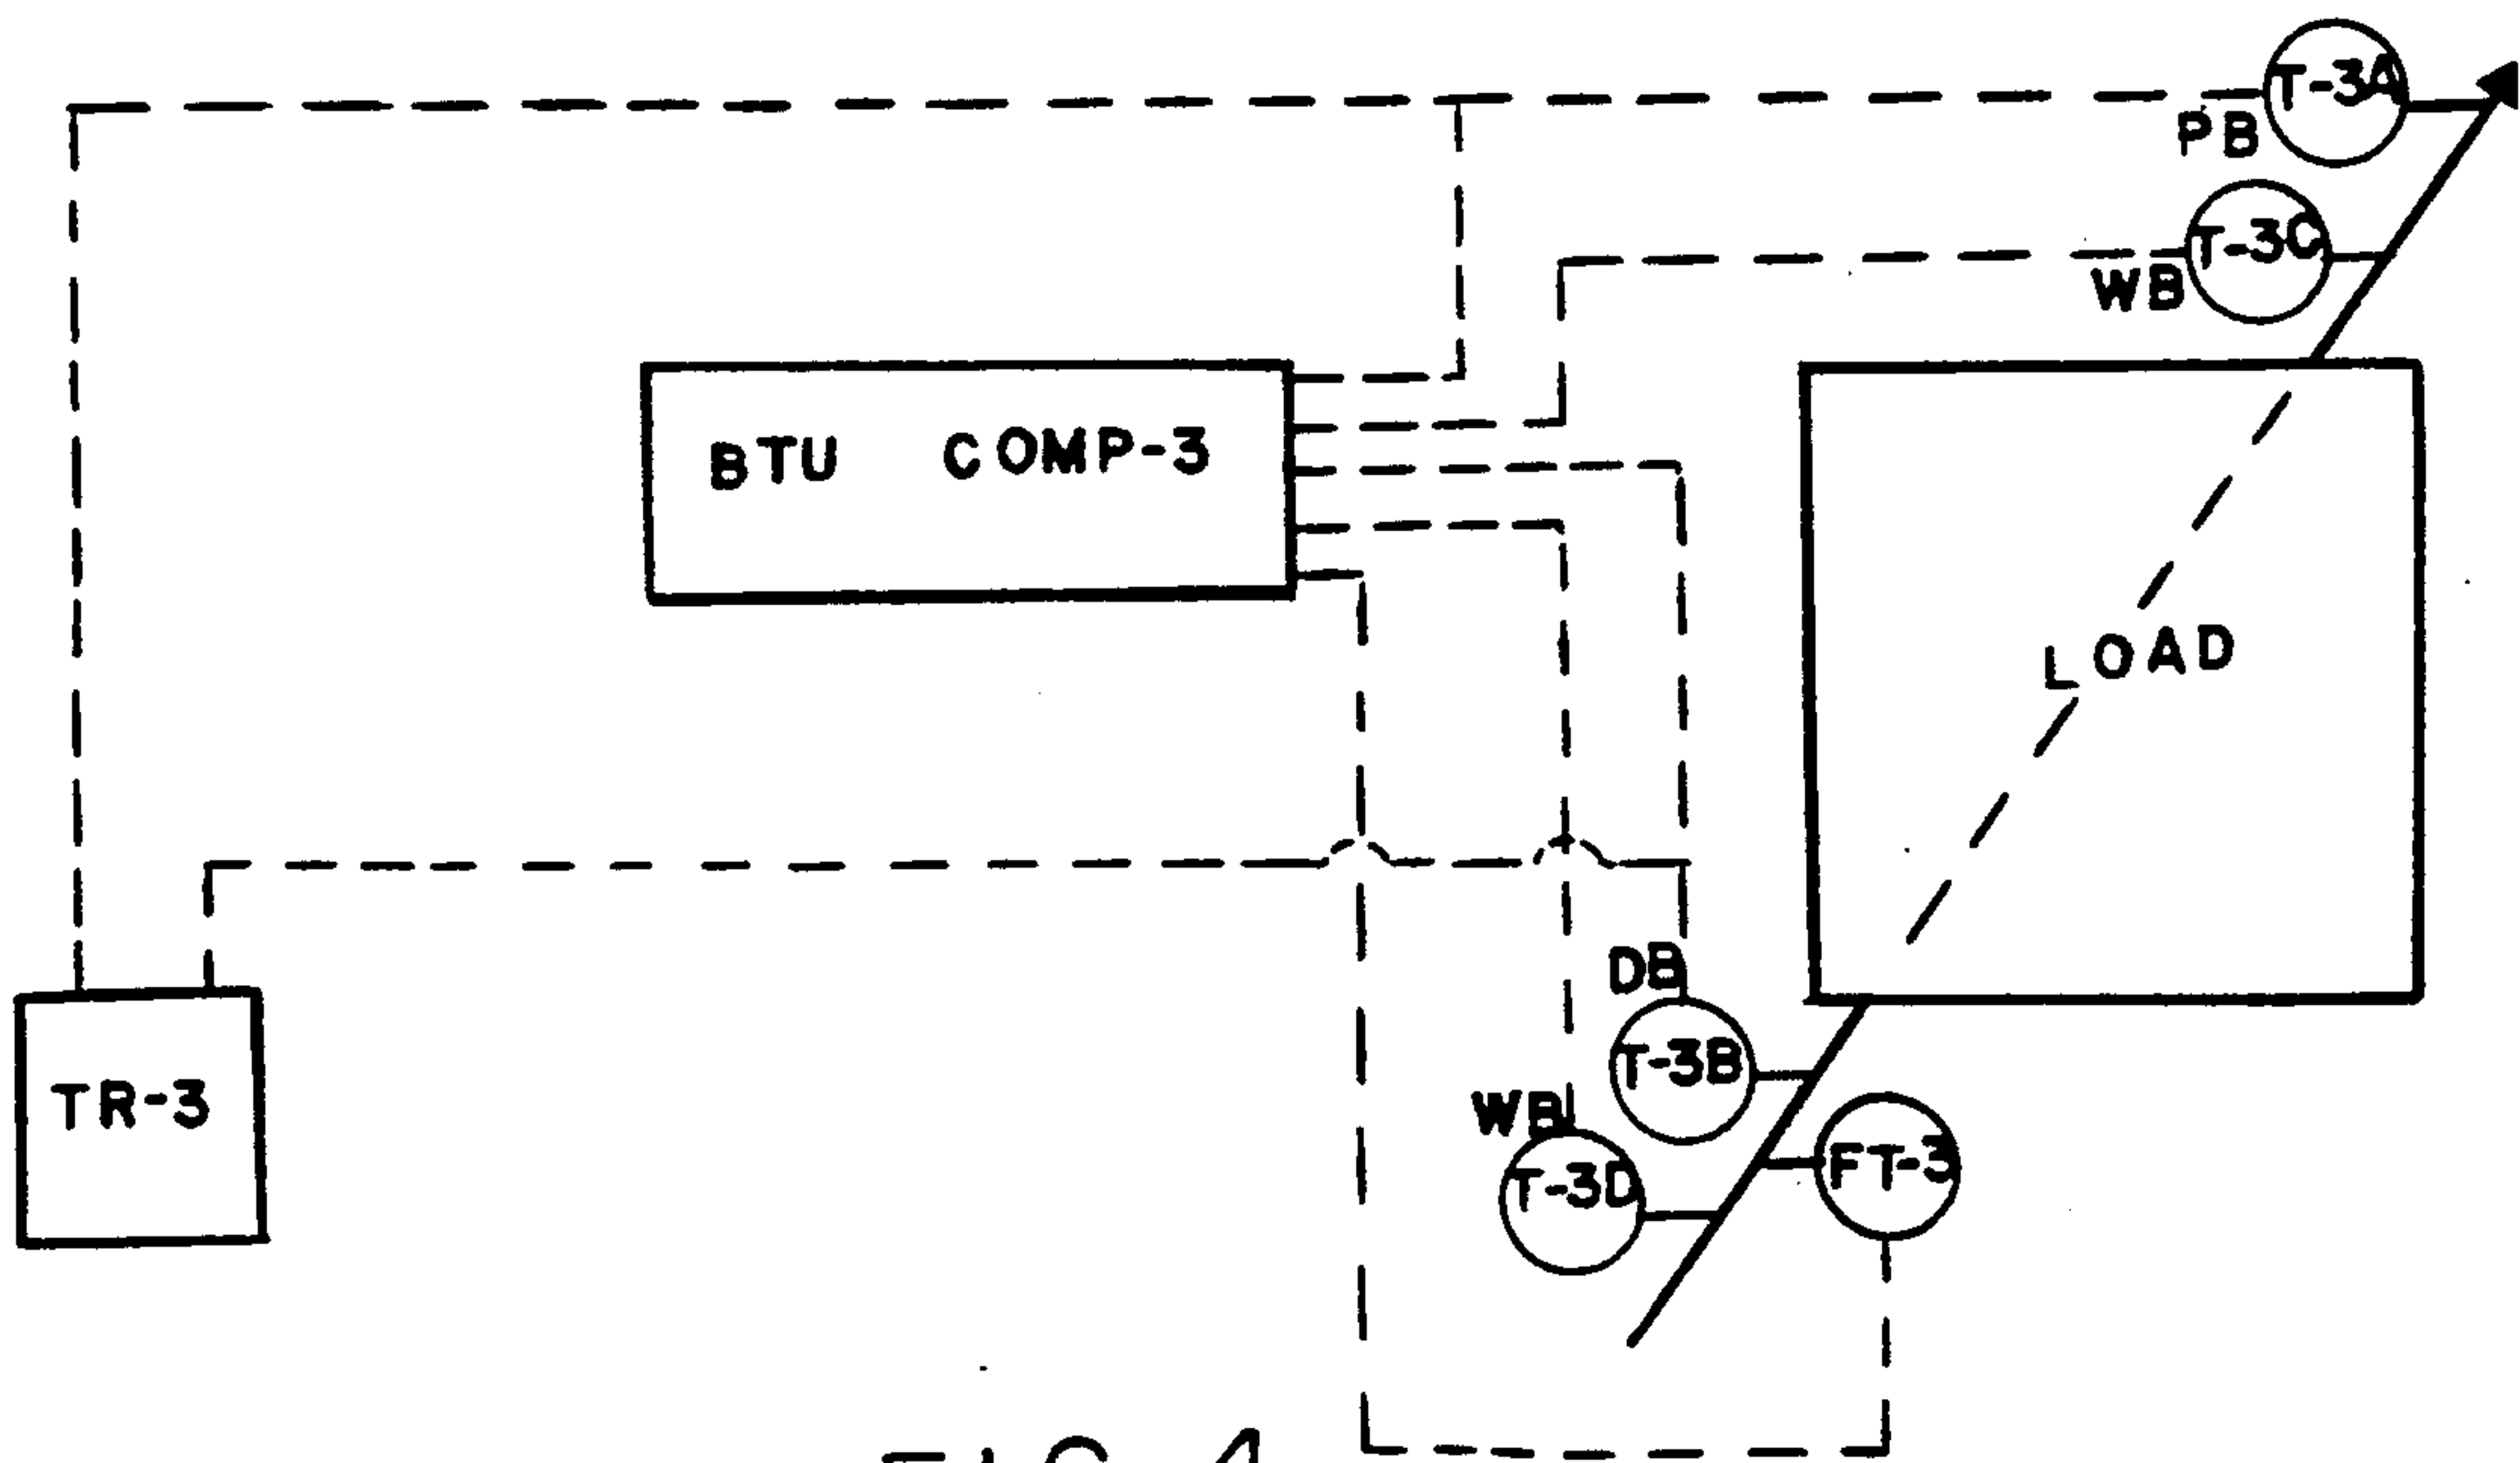 T-3A
PB
T-3C
WB
BTU COMP-3
LOAD
DB
T-3B
TR-3
WB
T-3D
FT-3